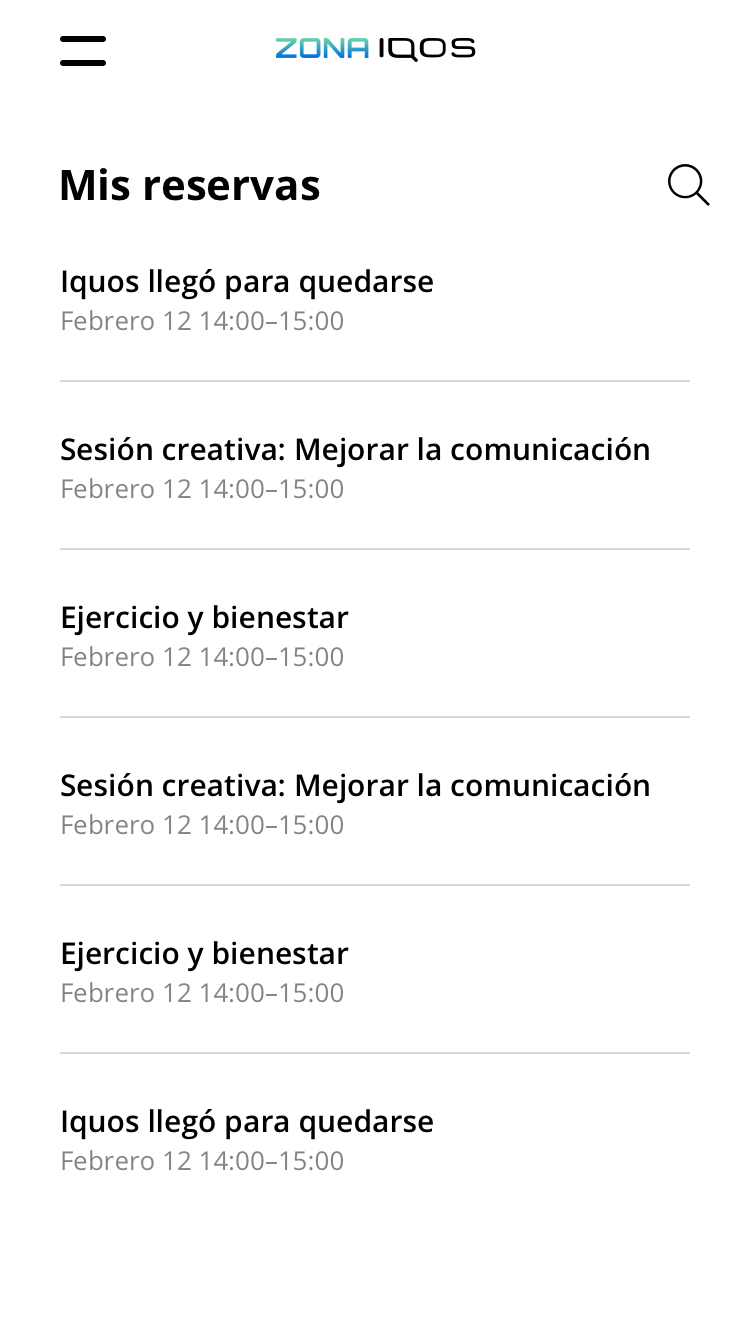 ZONA IQOS
Mis reservas
Iquos llegó para quedarse
Febrero 12 14:00–15:00
Sesión creativa: Mejorar la comunicación
Febrero 12 14:00–15:00
Ejercicio y bienestar
Febrero 12 14:00–15:00
Sesión creativa: Mejorar la comunicación
Febrero 12 14:00–15:00
Ejercicio y bienestar
Febrero 12 14:00–15:00
Iquos llegó para quedarse
Febrero 12 14:00–15:00